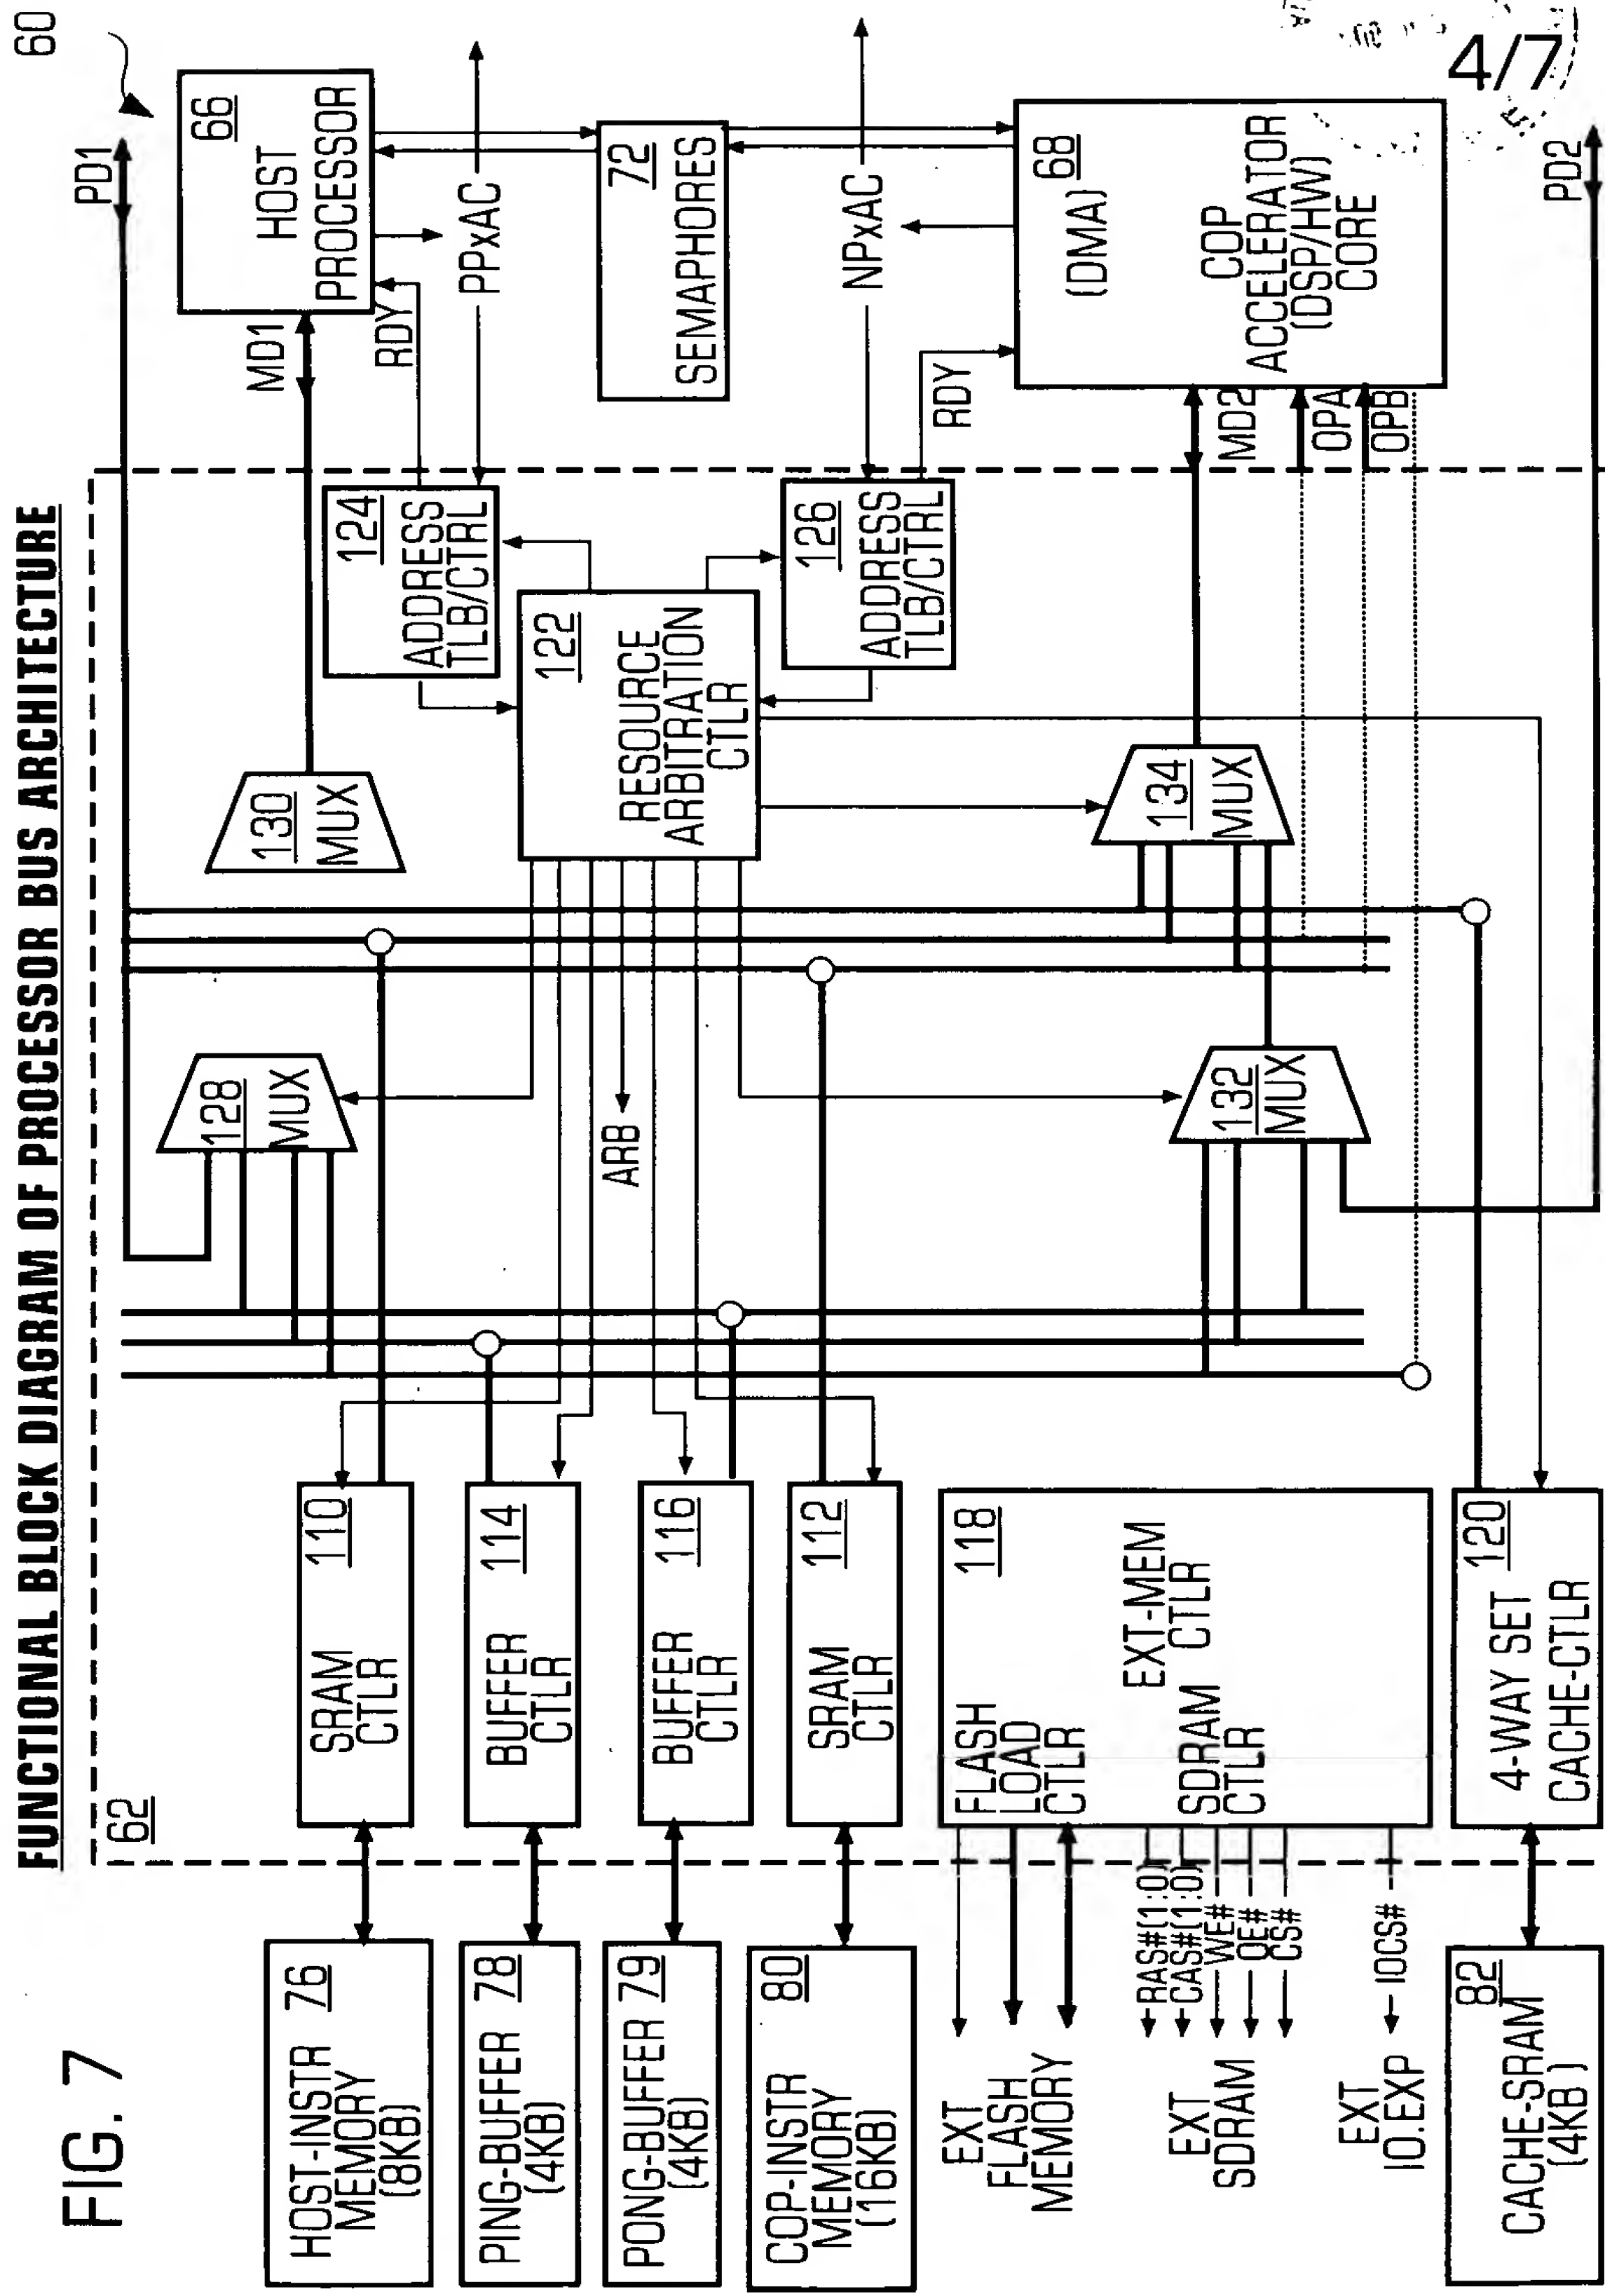 4/7
FIG. 7
FUNCTIONAL BLOCK DIAGRAM OF PROCESSOR BUS ARCHITECTURE
60
62
PD1
HOST-INSTR
MEMORY
(8KB)
76
PING-BUFFER
(4KB)
78
PONG-BUFFER
(4KB)
79
COP-INSTR
MEMORY
(16KB)
80
EXT
FLASH
MEMORY
EXT
SDRAM
EXT
IO.EXP
CACHE-SRAM
(4KB)
82
RAS#(1:0)
CAS#(1:0)
WE#
OE#
CS#
IOCS#
SRAM
CTLR
110
BUFFER
CTLR
114
BUFFER
CTLR
116
SRAM
CTLR
112
118
FLASH
LOAD
CTLR
EXT-MEM
CTLR
SDRAM
CTLR
120
4-WAY SET
CACHE-CTLR
128
MUX
ARB
132
MUX
130
MUX
122
RESOURCE
ARBITRATION
CTLR
134
MUX
124
ADDRESS
TLB/CTRL
126
ADDRESS
TLB/CTRL
MD1
RDY
PPxAC
NPxAC
RDY
MD2
OPA
OPB
66
HOST
PROCESSOR
72
SEMAPHORES
68
(DMA)
COP
ACCELERATOR
(DSP/HW)
CORE
PD2